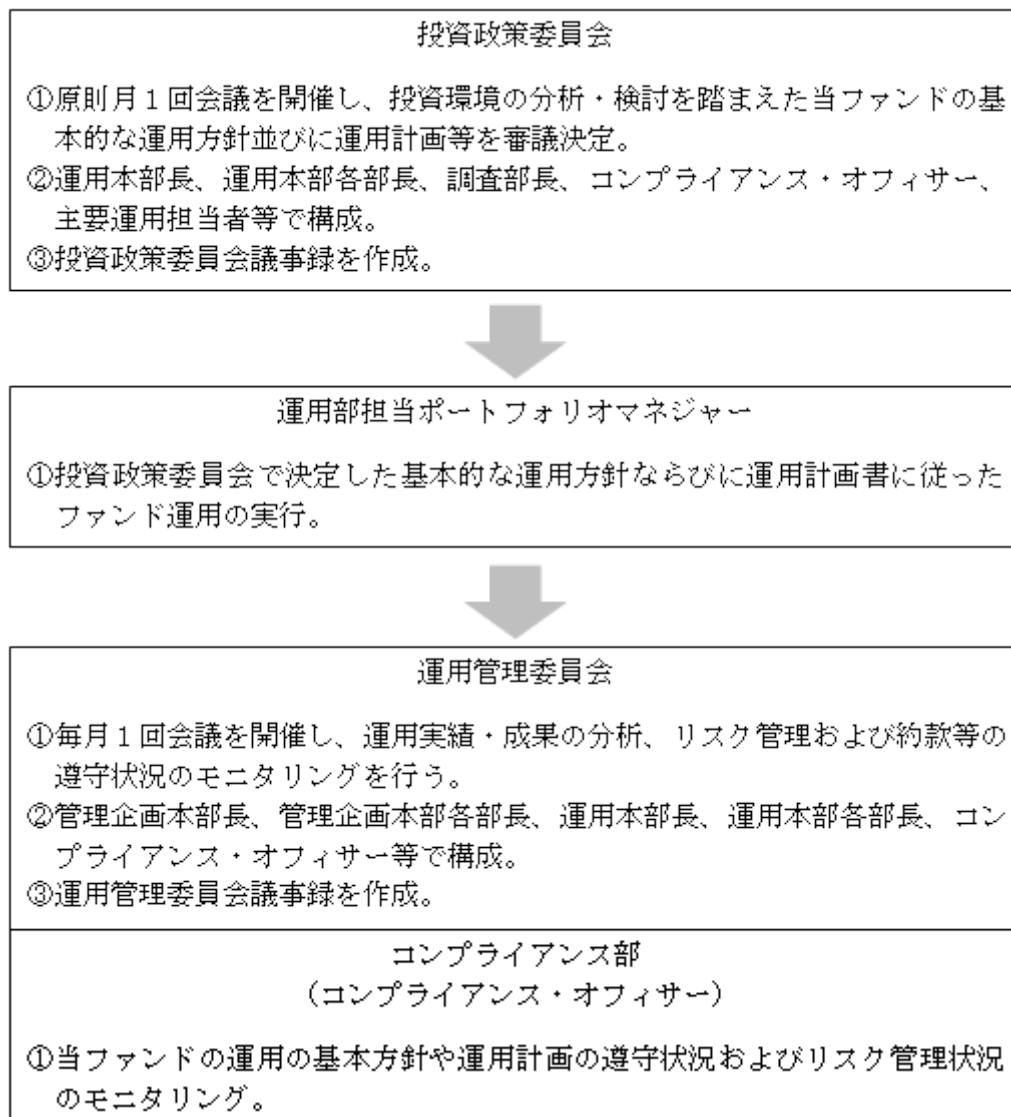 投資政策委員会
①原則月１回会議を開催し、投資環境の分析・検討を踏まえた当ファンドの基
本的な運用方針並びに運用計画等を審議決定。
②運用本部長、運用本部各部長、調査部長、コンプライアンス・オフィサー、
主要運用担当者等で構成。
③投資政策委員会議事録を作成。
運用部担当ポートフォリオマネジャー
①投資政策委員会で決定した基本的な運用方針ならびに運用計画書に従った
ファンド運用の実行。
運用管理委員会
①毎月１回会議を開催し、運用実績・成果の分析、リスク管理および約款等の
遵守状況のモニタリングを行う。
②管理企画本部長、管理企画本部各部長、運用本部長、運用本部各部長、コン
プライアンス・オフィサー等で構成。
③運用管理委員会議事録を作成。
コンプライアンス部
（コンプライアンス・オフィサー）
①当ファンドの運用の基本方針や運用計画の遵守状況およびリスク管理状況
のモニタリング。